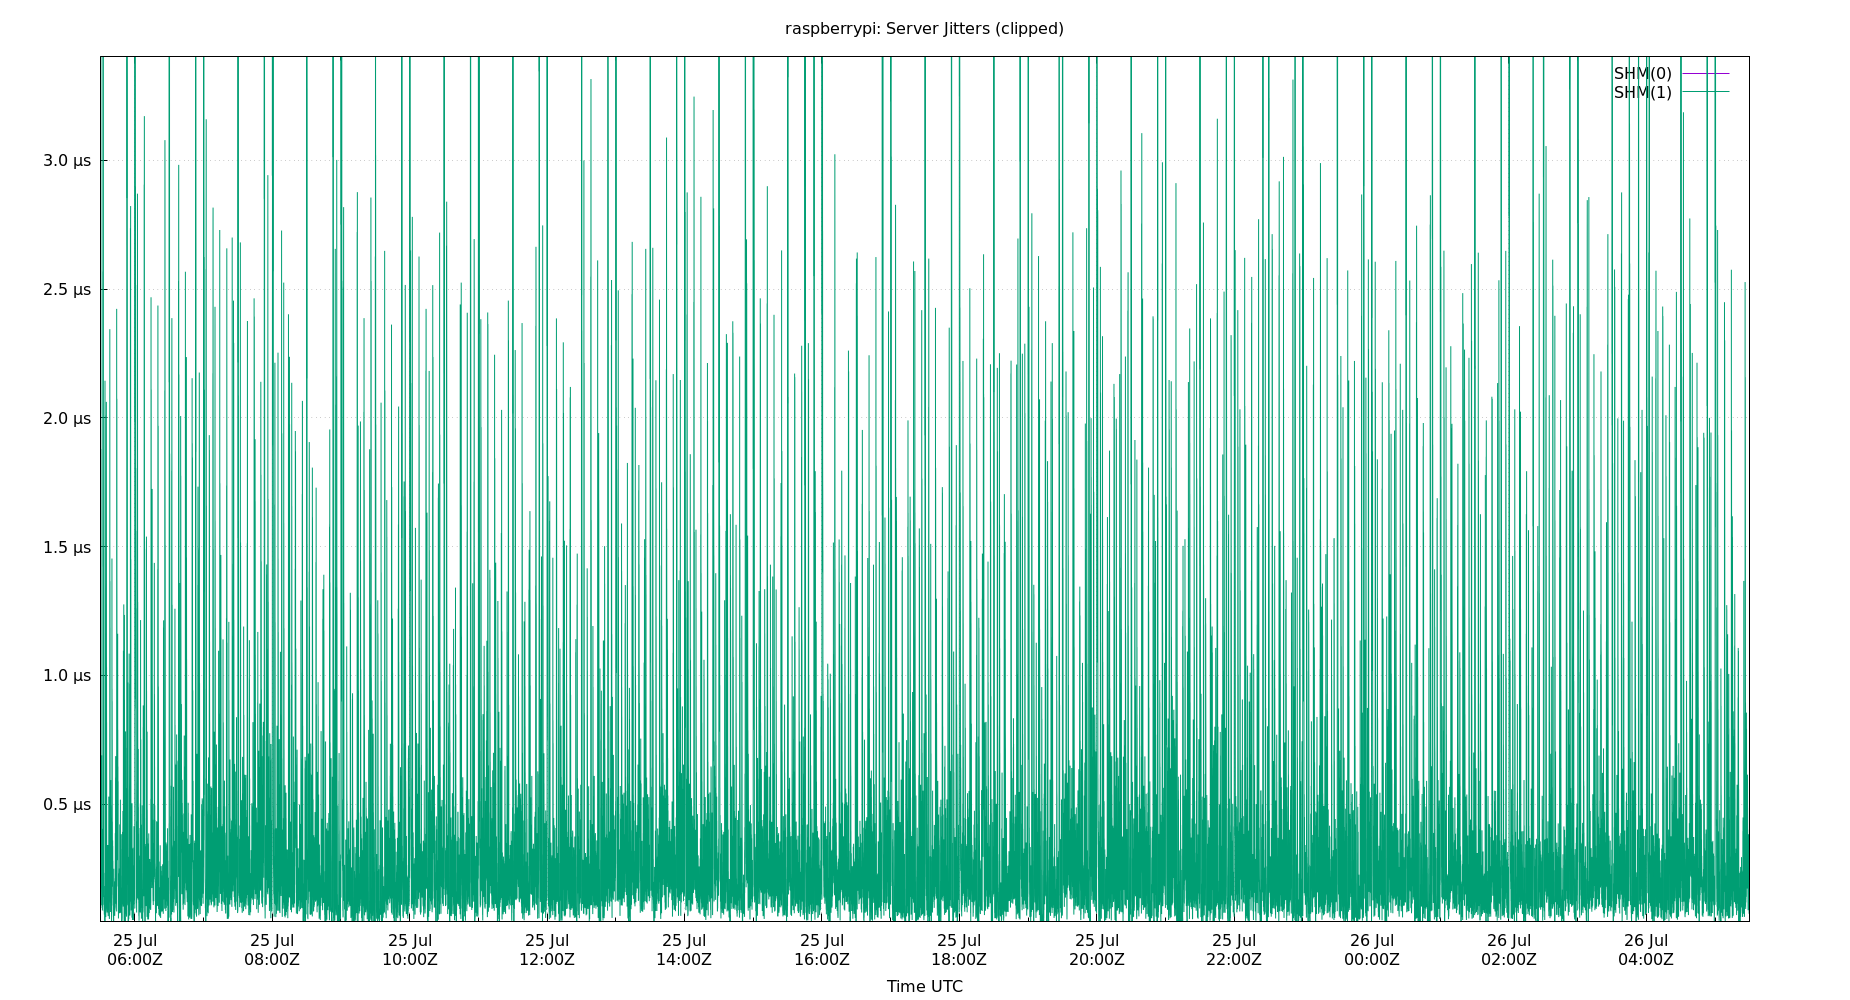 raspberrypi: Server Jitters (clipped)
SHM(0)
SHM(1)
3.0 µs
2.5 µs
2.0 µs
1.5 µs
1.0 µs
0.5 µs
25 Jul 25 Jul 25 Jul 25 Jul 25 Jul 25 Jul 25 Jul 25 Jul 25 Jul 26 Jul 26 Jul 26 Jul
06:00Z 08:00Z 10:00Z 12:00Z 14:00Z 16:00Z 18:00Z 20:00Z 22:00Z 00:00Z 02:00Z 04:00Z
Time UTC